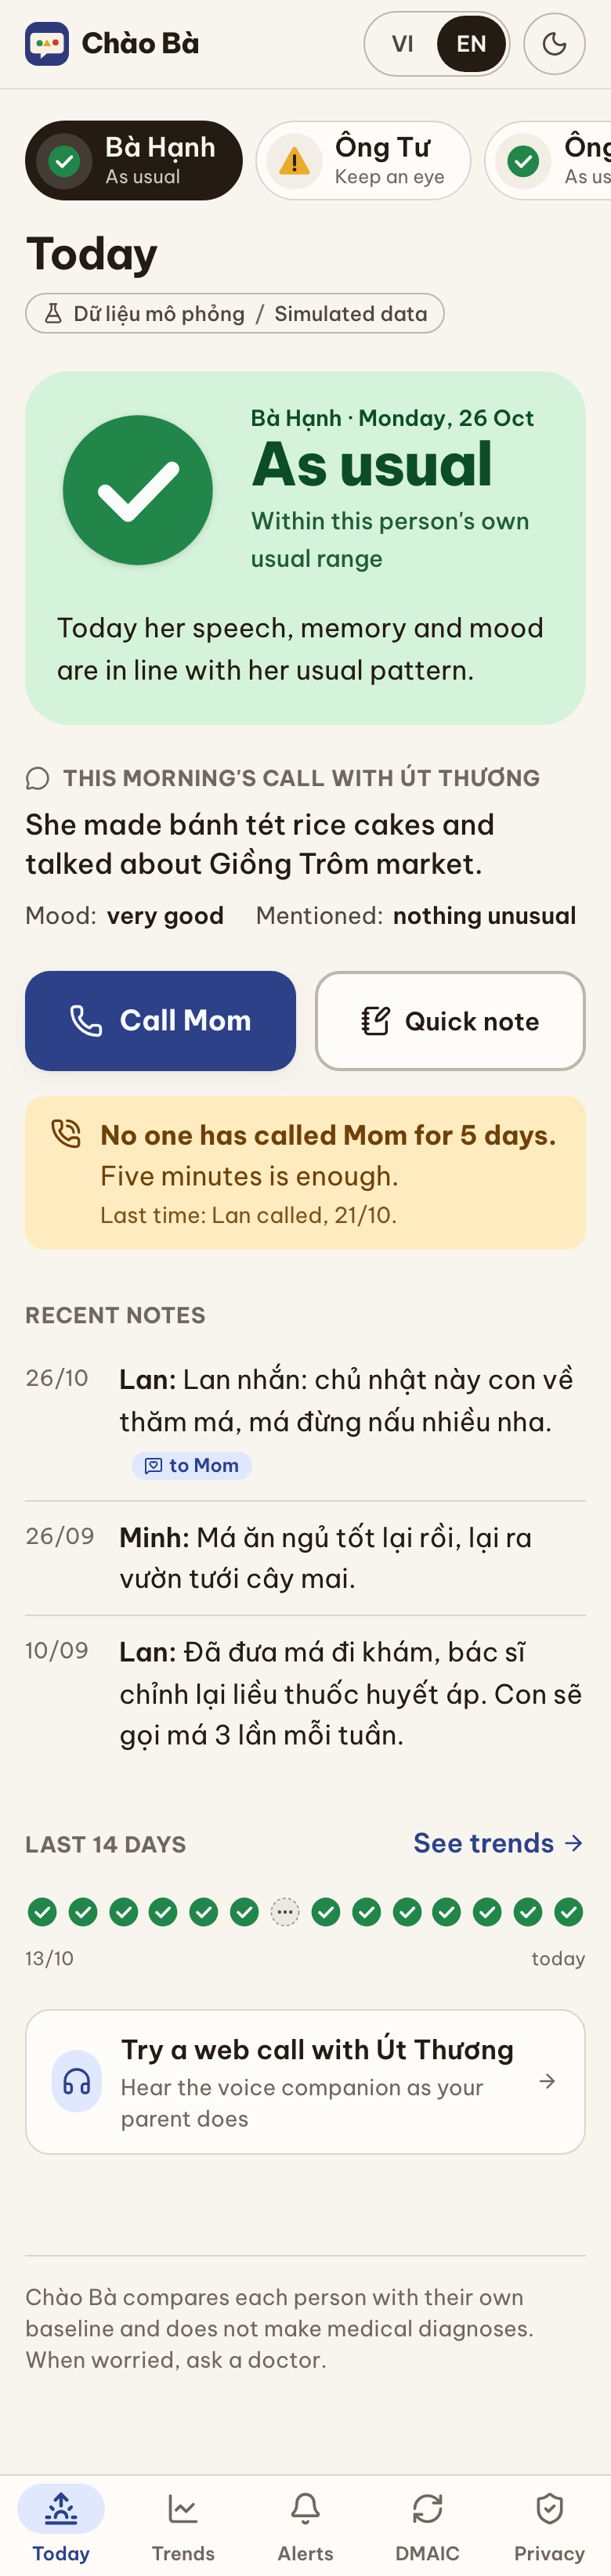 Chào Bà
VI
EN
Bà Hạnh
As usual
Ông Tư
Keep an eye
Ông
As us
Today
Dữ liệu mô phỏng / Simulated data
Bà Hạnh · Monday, 26 Oct
As usual
Within this person's own
usual range
Today her speech, memory and mood
are in line with her usual pattern.
THIS MORNING'S CALL WITH ÚT THƯƠNG
She made bánh tét rice cakes and
talked about Giồng Trôm market.
Mood: very good Mentioned: nothing unusual
Call Mom
Quick note
No one has called Mom for 5 days.
Five minutes is enough.
Last time: Lan called, 21/10.
RECENT NOTES
26/10 Lan: Lan nhắn: chủ nhật này con về
thăm má, má đừng nấu nhiều nha.
to Mom
26/09 Minh: Má ăn ngủ tốt lại rồi, lại ra
vườn tưới cây mai.
10/09 Lan: Đã đưa má đi khám, bác sĩ
chỉnh lại liều thuốc huyết áp. Con sẽ
gọi má 3 lần mỗi tuần.
LAST 14 DAYS
See trends
13/10
today
Try a web call with Út Thương
Hear the voice companion as your
parent does
Chào Bà compares each person with their own
baseline and does not make medical diagnoses.
When worried, ask a doctor.
Today
Trends
Alerts
DMAIC
Privacy